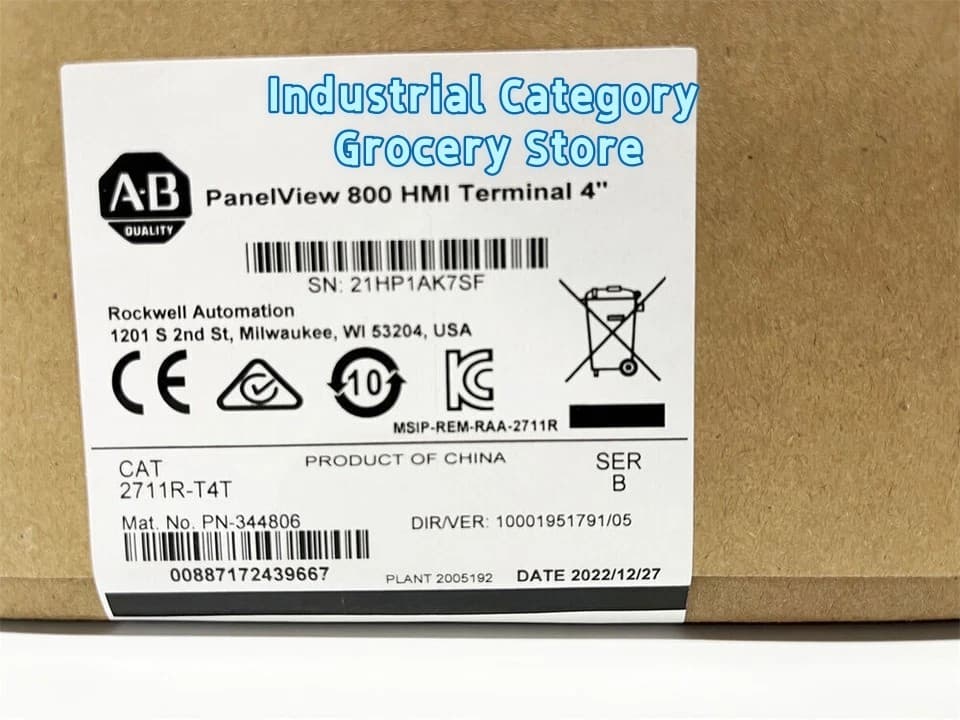 Industrial Category
Grocery Store
A·B
QUALITY
PanelView 800 HMI Terminal 4"
SN: 21HP1AK7SF
Rockwell Automation
1201 S 2nd St, Milwaukee, WI 53204, USA
CE
10
KC
MSIP-REM-RAA-2711R
PRODUCT OF CHINA
CAT
2711R-T4T
SER
B
Mat. No. PN-344806
DIR/VER: 10001951791/05
00887172439667
PLANT 2005192
DATE 2022/12/27